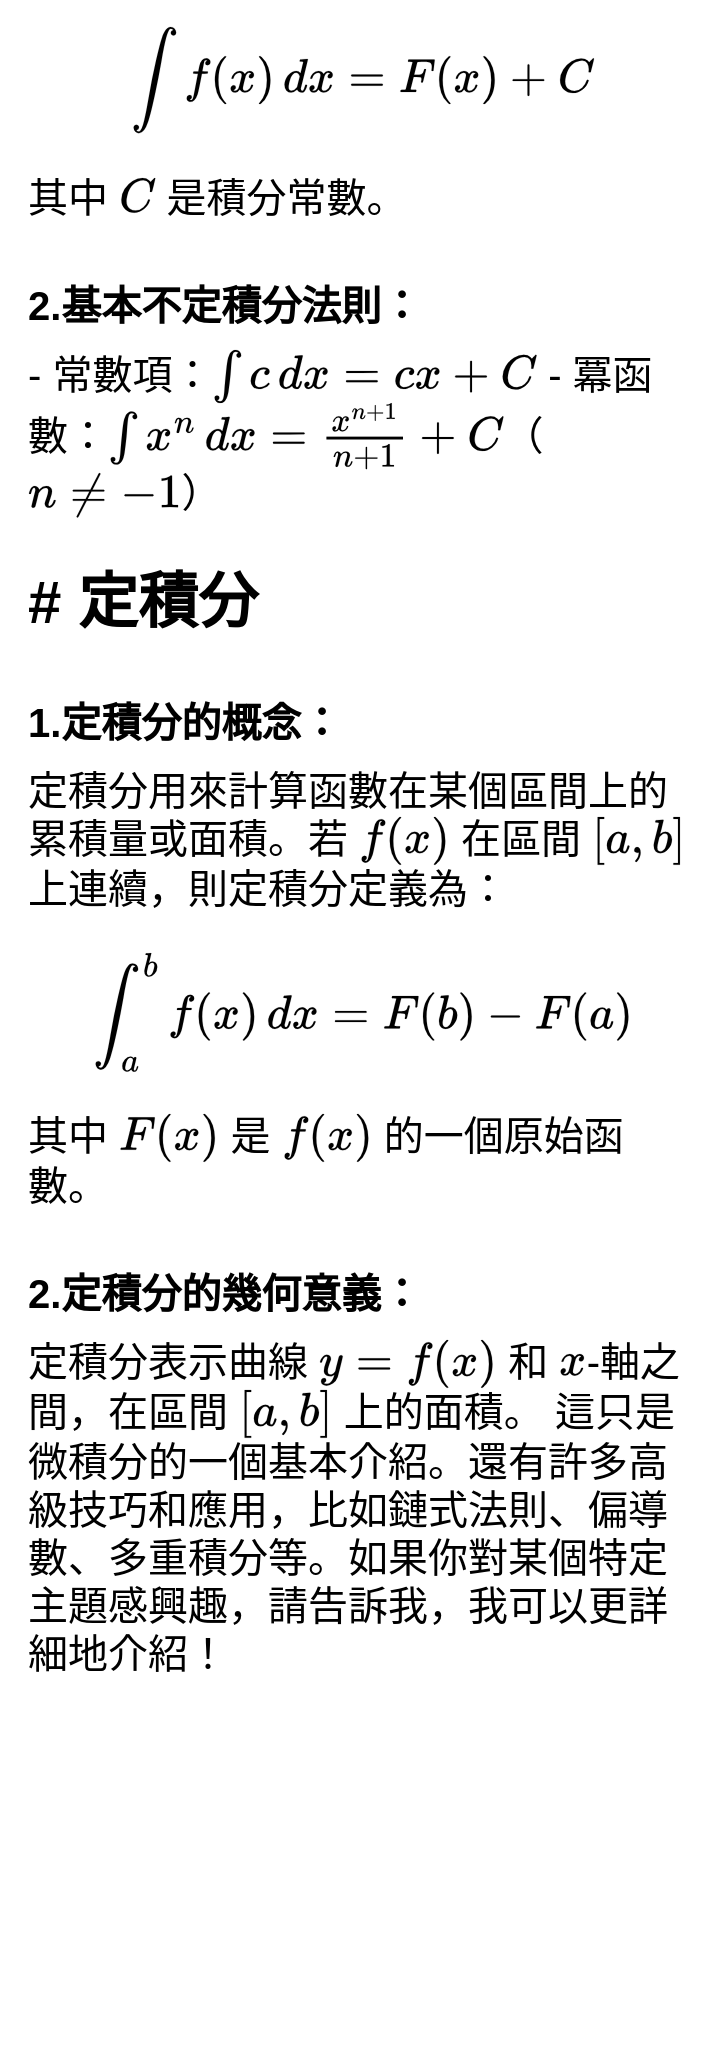 ∫ f(x) dx = F(x) + C
其中 C 是積分常數。
2.基本不定積分法則：
- 常數項：∫ c dx = cx + C - 冪函
數：∫ xⁿ dx = xⁿ⁺¹/n+1 + C（
n ≠ −1）
# 定積分
1.定積分的概念：
定積分用來計算函數在某個區間上的
累積量或面積。若 f(x) 在區間 [a, b]
上連續，則定積分定義為：
∫ₐᵇ f(x) dx = F(b) − F(a)
其中 F(x) 是 f(x) 的一個原始函
數。
2.定積分的幾何意義：
定積分表示曲線 y = f(x) 和 x-軸之
間，在區間 [a, b] 上的面積。 這只是
微積分的一個基本介紹。還有許多高
級技巧和應用，比如鏈式法則、偏導
數、多重積分等。如果你對某個特定
主題感興趣，請告訴我，我可以更詳
細地介紹！